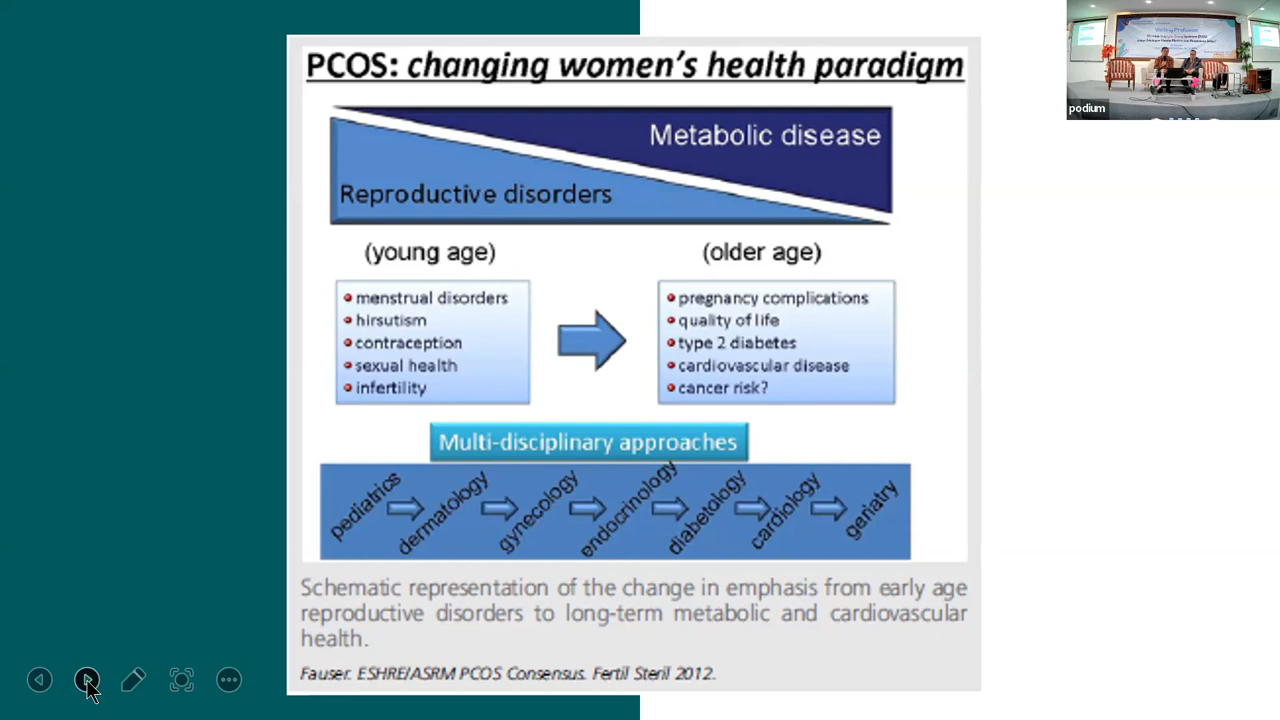 PCOS: changing women's health paradigm
Metabolic disease
Reproductive disorders
(young age)
(older age)
menstrual disorders
hirsutism
contraception
sexual health
infertility
pregnancy complications
quality of life
type 2 diabetes
cardiovascular disease
cancer risk?
Multi-disciplinary approaches
pediatrics
dermatology
gynecology
endocrinology
diabetology
cardiology
geriatry
Schematic representation of the change in emphasis from early age
reproductive disorders to long-term metabolic and cardiovascular
health.
Fauser. ESHRE/ASRM PCOS Consensus. Fertil Steril 2012.
podium